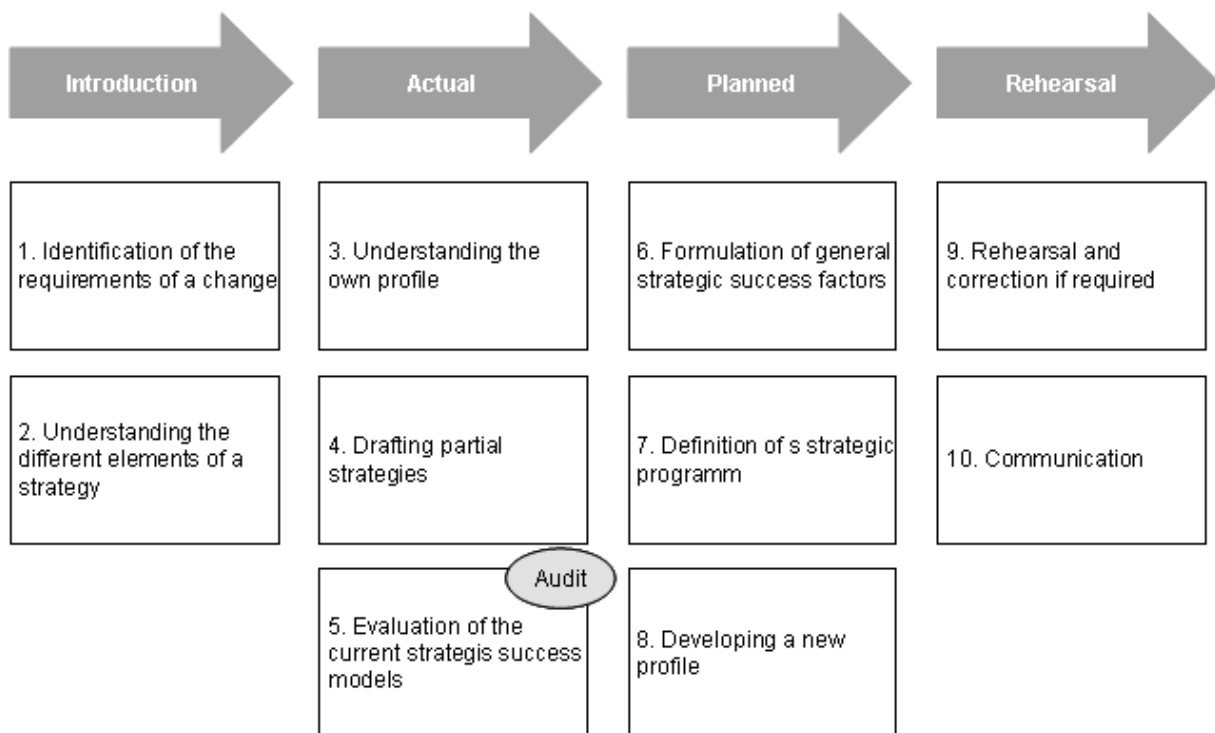 Introduction
Actual
Planned
Rehearsal
1. Identification of the
requirements of a change
3. Understanding the
own profile
6. Formulation of general
strategic success factors
9. Rehearsal and
correction if required
2. Understanding the
different elements of a
strategy
4. Drafting partial
strategies
7. Definition of s strategic
programm
10. Communication
Audit
5. Evaluation of the
current strategis success
models
8. Developing a new
profile